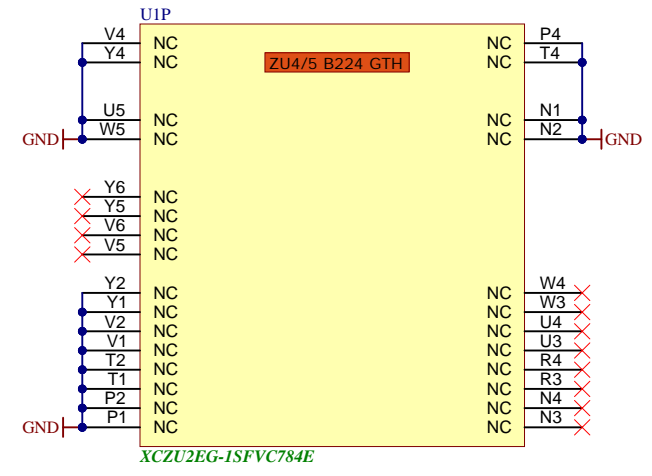 U1P
V4 NC NC P4
Y4 NC ZU4/5 B224 GTH NC T4
U5 NC NC N1
GND W5 NC NC N2 GND
Y6 NC
Y5 NC
V6 NC
V5 NC
Y2 NC NC W4
Y1 NC NC W3
V2 NC NC U4
V1 NC NC U3
T2 NC NC R4
T1 NC NC R3
P2 NC NC N4
GND P1 NC NC N3
XCZU2EG-1SFVC784E